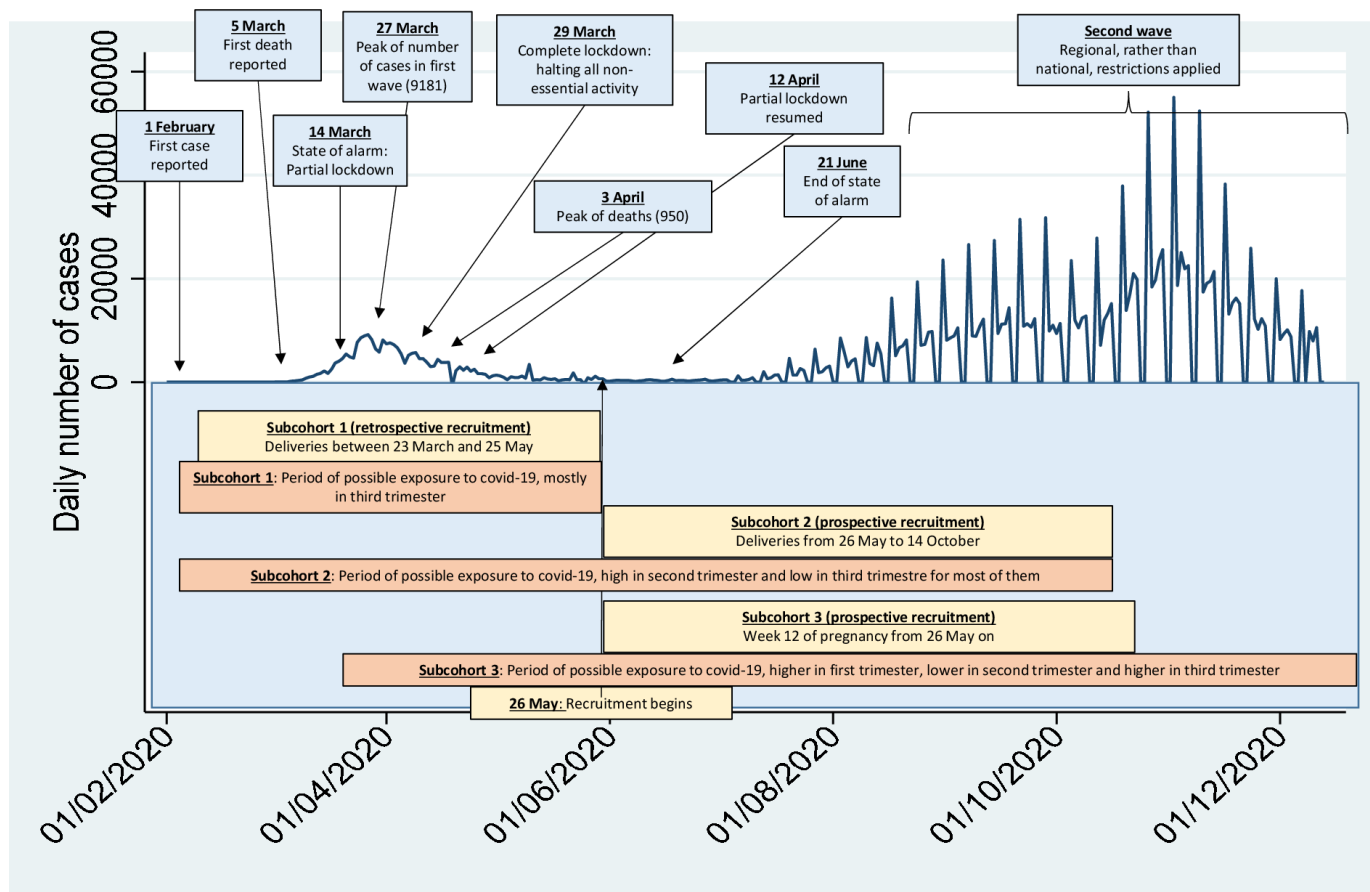 5 March
First death
reported
27 March
Peak of number
of cases in first
wave (9181)
29 March
Complete lockdown:
halting all non-
essential activity
Second wave
Regional, rather than
national, restrictions applied
12 April
Partial lockdown
resumed
1 February
First case
reported
14 March
State of alarm:
Partial lockdown
21 June
End of state
of alarm
3 April
Peak of deaths (950)
Daily number of cases
60000
40000
20000
0
Subcohort 1 (retrospective recruitment)
Deliveries between 23 March and 25 May
Subcohort 1: Period of possible exposure to covid-19, mostly
in third trimester
Subcohort 2 (prospective recruitment)
Deliveries from 26 May to 14 October
Subcohort 2: Period of possible exposure to covid-19, high in second trimester and low in third trimestre for most of them
Subcohort 3 (prospective recruitment)
Week 12 of pregnancy from 26 May on
Subcohort 3: Period of possible exposure to covid-19, higher in first trimester, lower in second trimester and higher in third trimester
26 May: Recruitment begins
01/02/2020
01/04/2020
01/06/2020
01/08/2020
01/10/2020
01/12/2020